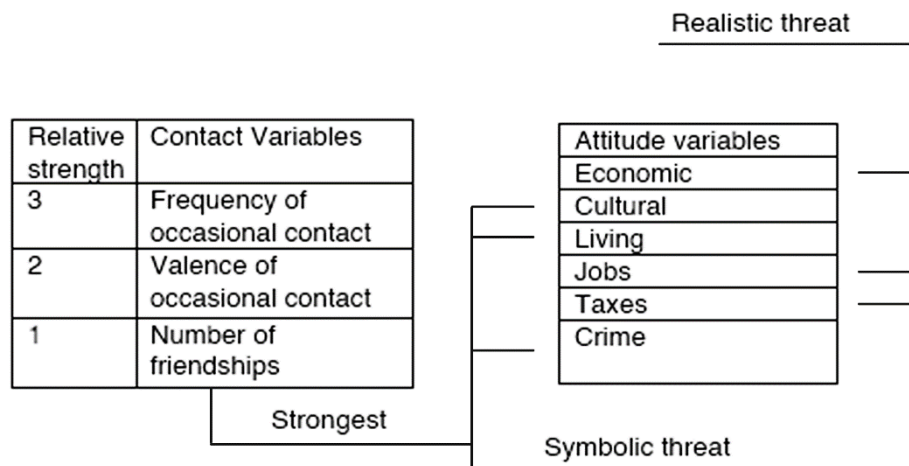 Realistic threat
Relative strength
Contact Variables
3
Frequency of
occasional contact
2
Valence of
occasional contact
1
Number of
friendships
Strongest
Attitude variables
Economic
Cultural
Living
Jobs
Taxes
Crime
Symbolic threat